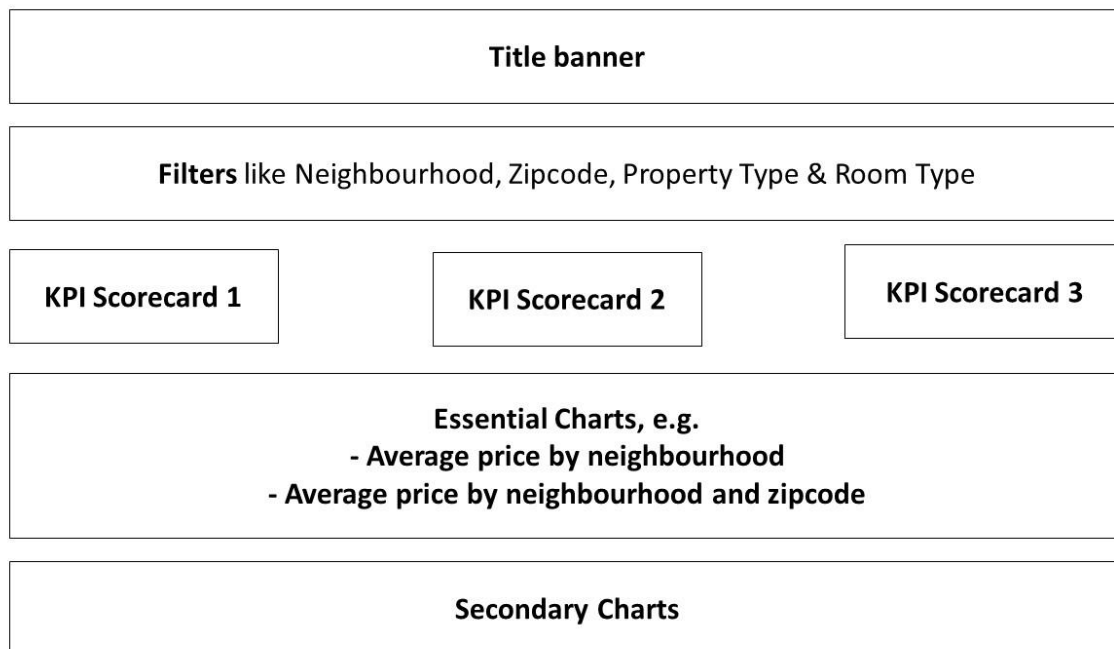 Title banner
Filters like Neighbourhood, Zipcode, Property Type & Room Type
KPI Scorecard 1
KPI Scorecard 2
KPI Scorecard 3
Essential Charts, e.g.
- Average price by neighbourhood
- Average price by neighbourhood and zipcode
Secondary Charts